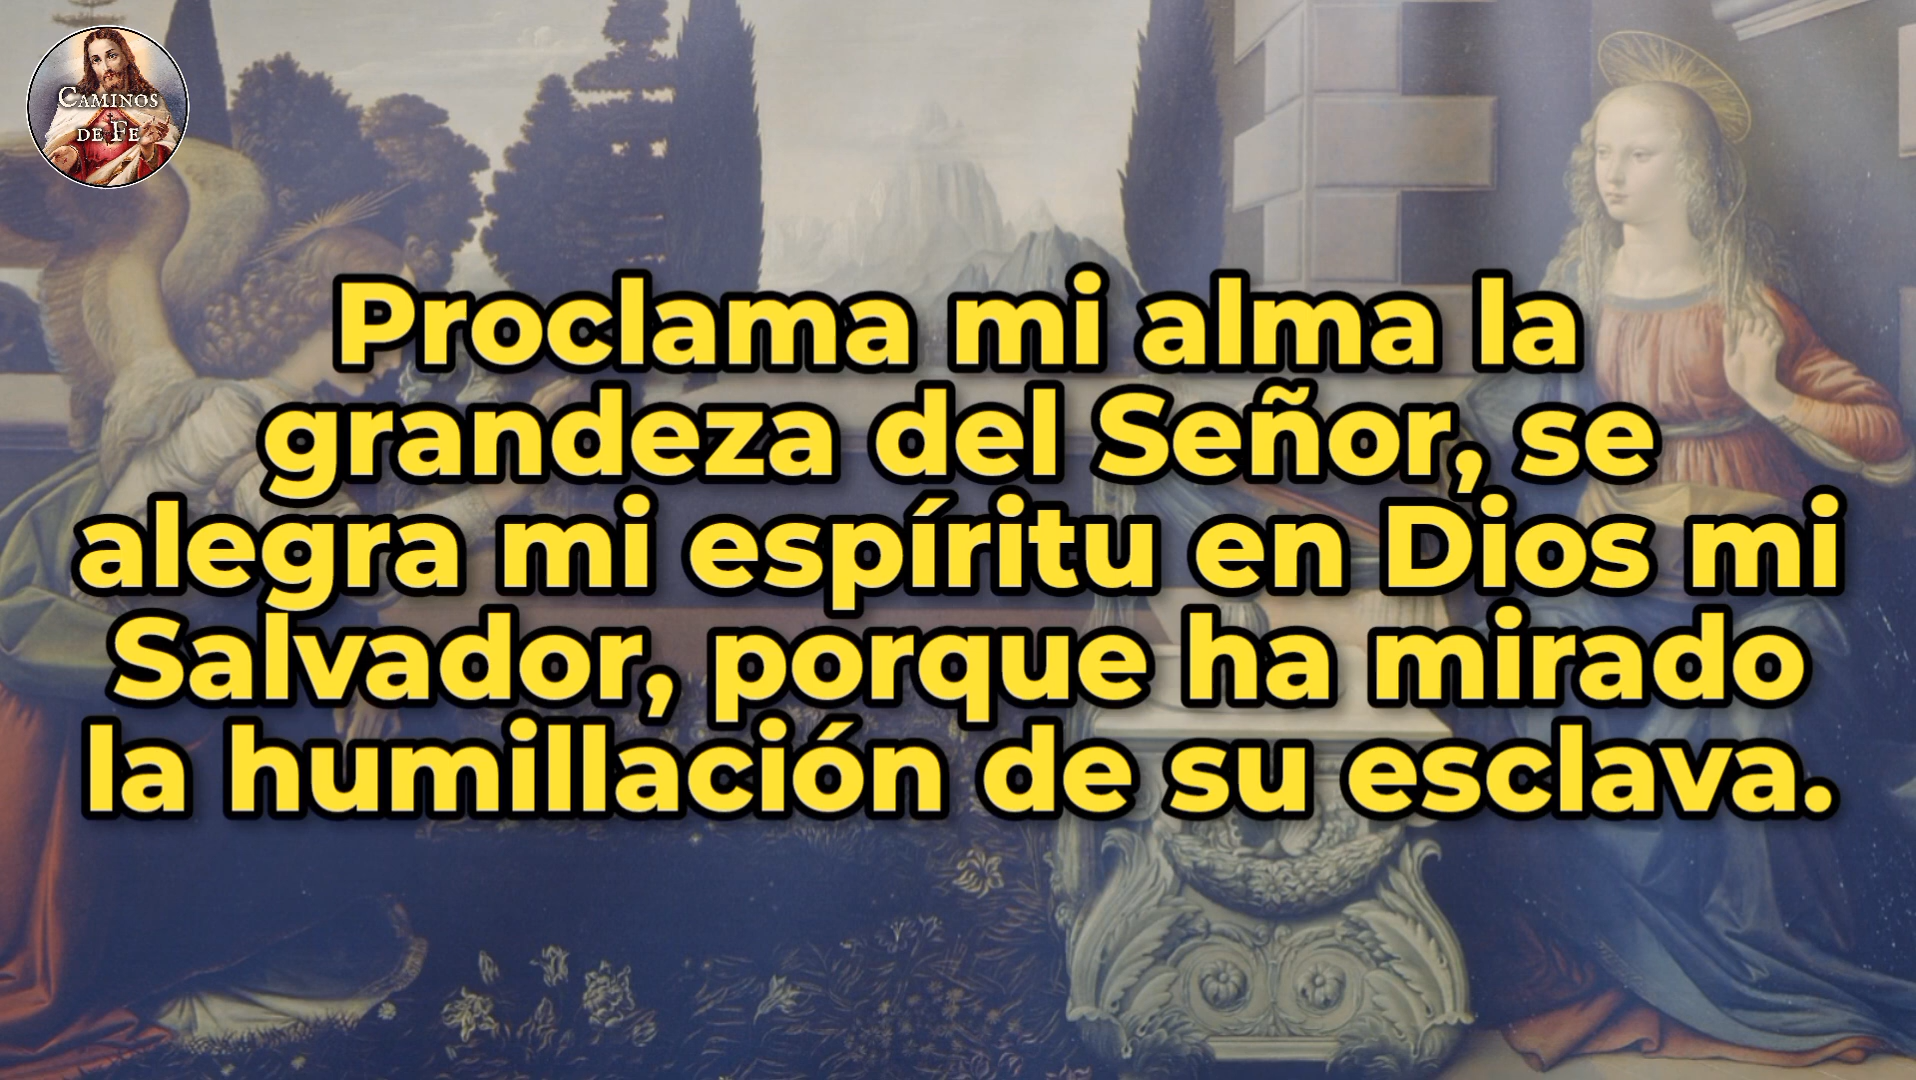 CAMINOS
DE FE
Proclama mi alma la
grandeza del Señor, se
alegra mi espíritu en Dios mi
Salvador, porque ha mirado
la humillación de su esclava.